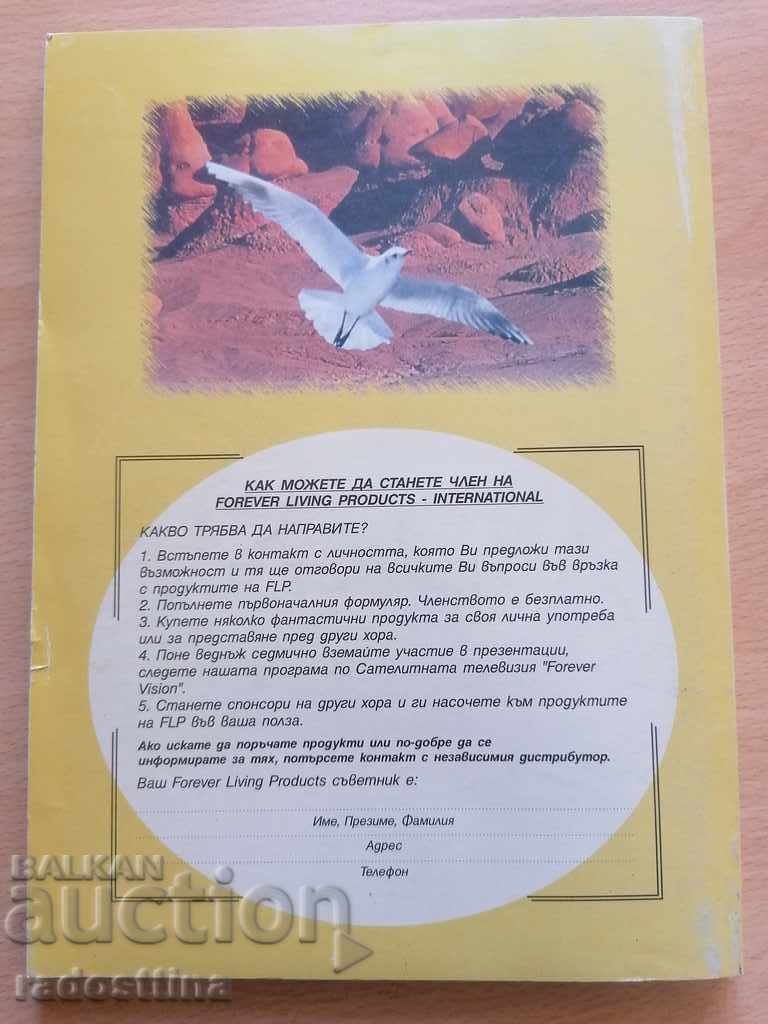 КАК МОЖЕТЕ ДА СТАНЕТЕ ЧЛЕН НА
FOREVER LIVING PRODUCTS - INTERNATIONAL
КАКВО ТРЯБВА ДА НАПРАВИТЕ?
1. Встъпете в контакт с личността, която Ви предложи тази
възможност и тя ще отговори на всичките Ви въпроси във връзка
с продуктите на FLP.
2. Попълнете първоначалния формуляр. Членството е безплатно.
3. Купете няколко фантастични продукта за своя лична употреба
или за представяне пред други хора.
4. Поне веднъж седмично вземайте участие в презентации,
следете нашата програма по Сателитната телевизия "Forever
Vision".
5. Станете спонсори на други хора и ги насочете към продуктите
на FLP във ваша полза.
Ако искате да поръчате продукти или по-добре да се
информирате за тях, потърсете контакт с независимия дистрибутор.
Ваш Forever Living Products съветник е:
Име, Презиме, Фамилия
Адрес
Телефон
BALKAN
auction
radosttina